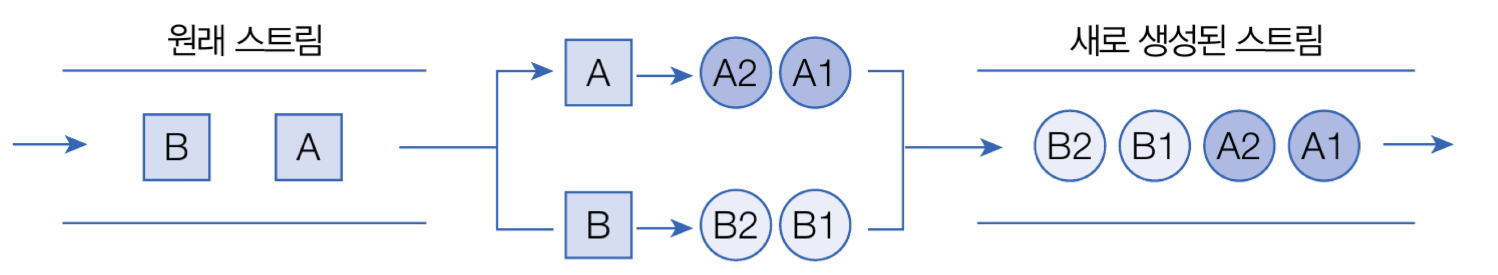 원래 스트림
B A
A A2 A1
B B2 B1
새로 생성된 스트림
B2 B1 A2 A1